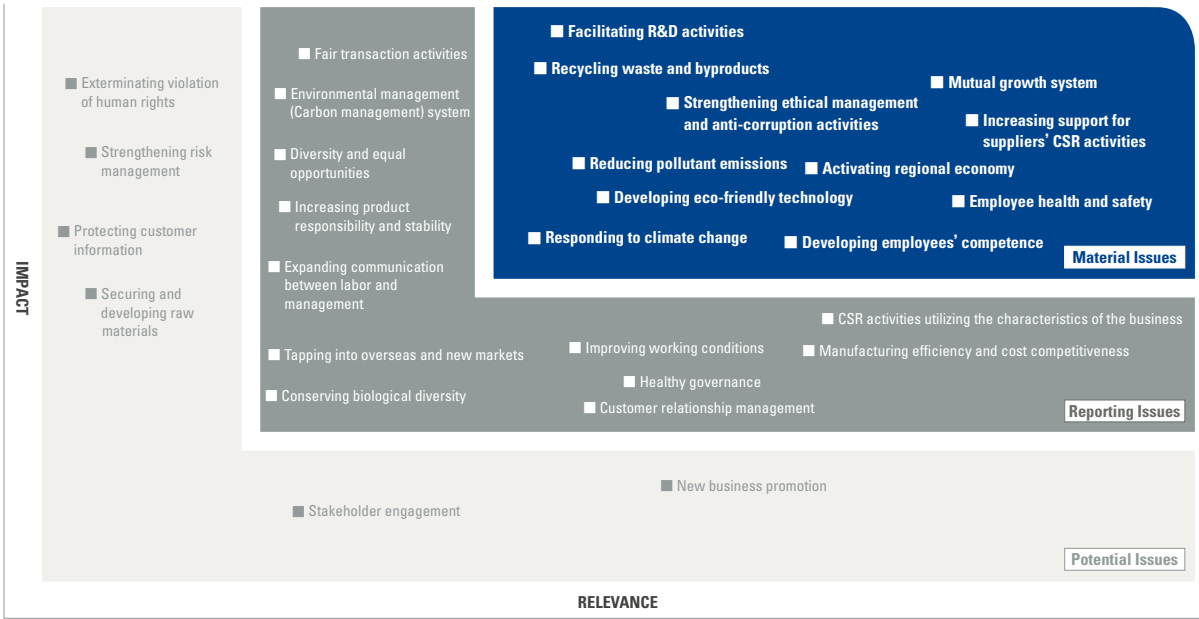 IMPACT
Exterminating violation
of human rights
Strengthening risk
management
Protecting customer
information
Securing and
developing raw
materials
Fair transaction activities
Environmental management
(Carbon management) system
Diversity and equal
opportunities
Increasing product
responsibility and stability
Expanding communication
between labor and
management
Tapping into overseas and new markets
Conserving biological diversity
Facilitating R&D activities
Recycling waste and byproducts
Mutual growth system
Strengthening ethical management
and anti-corruption activities
Increasing support for
suppliers’ CSR activities
Reducing pollutant emissions
Activating regional economy
Developing eco-friendly technology
Employee health and safety
Responding to climate change
Developing employees’ competence
Material Issues
CSR activities utilizing the characteristics of the business
Improving working conditions
Manufacturing efficiency and cost competitiveness
Healthy governance
Customer relationship management
Reporting Issues
New business promotion
Stakeholder engagement
Potential Issues
RELEVANCE